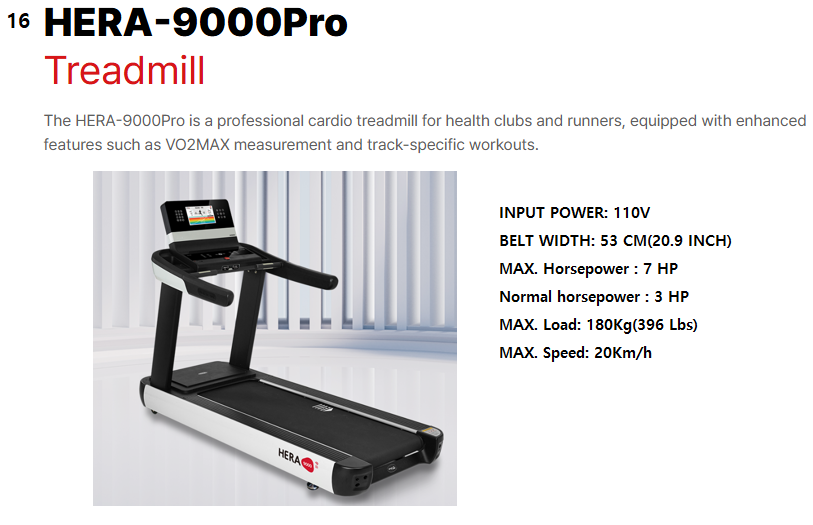 16 HERA-9000Pro
Treadmill
The HERA-9000Pro is a professional cardio treadmill for health clubs and runners, equipped with enhanced
features such as VO2MAX measurement and track-specific workouts.
INPUT POWER: 110V
BELT WIDTH: 53 CM(20.9 INCH)
MAX. Horsepower : 7 HP
Normal horsepower : 3 HP
MAX. Load: 180Kg(396 Lbs)
MAX. Speed: 20Km/h
HERA 9000